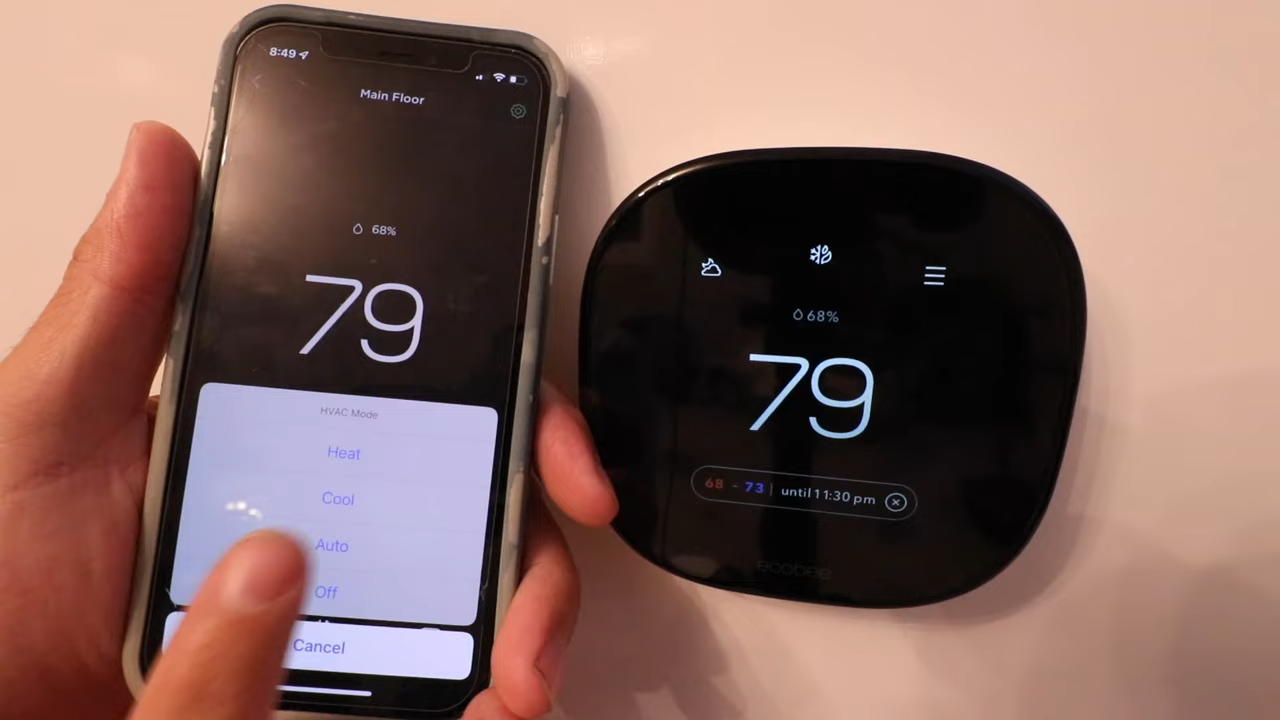 8:49
Main Floor
68%
79
HVAC Mode
Heat
Cool
Auto
Off
Cancel
68%
79
68 - 73 | until 11:30 pm
ecobee